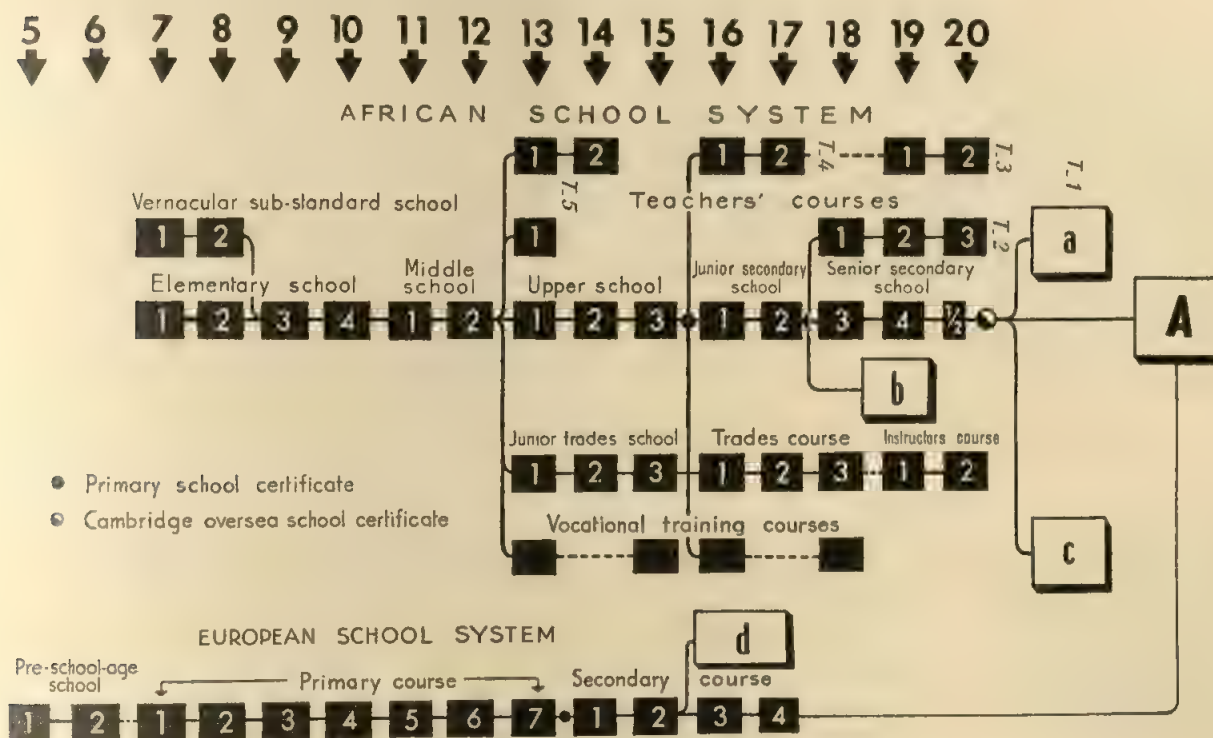 5 6 7 8 9 10 11 12 13 14 15 16 17 18 19 20
AFRICAN SCHOOL SYSTEM
1 2 1 2 T.4 1 2 T.3
T.5
T.1
Vernacular sub-standard school
Teachers' courses
1 2 1 1 2 3 T.2
a
Elementary school
Middle school
Upper school
Junior secondary school
Senior secondary school
1 2 3 4 1 2 1 2 3 1 2 3 4 ½
A
b
Junior trades school
Trades course
Instructors course
1 2 3 1 2 3 1 2
Primary school certificate
Cambridge oversea school certificate
Vocational training courses
c
EUROPEAN SCHOOL SYSTEM
d
Pre-school-age school
Primary course
Secondary course
1 2 1 2 3 4 5 6 7 1 2 3 4